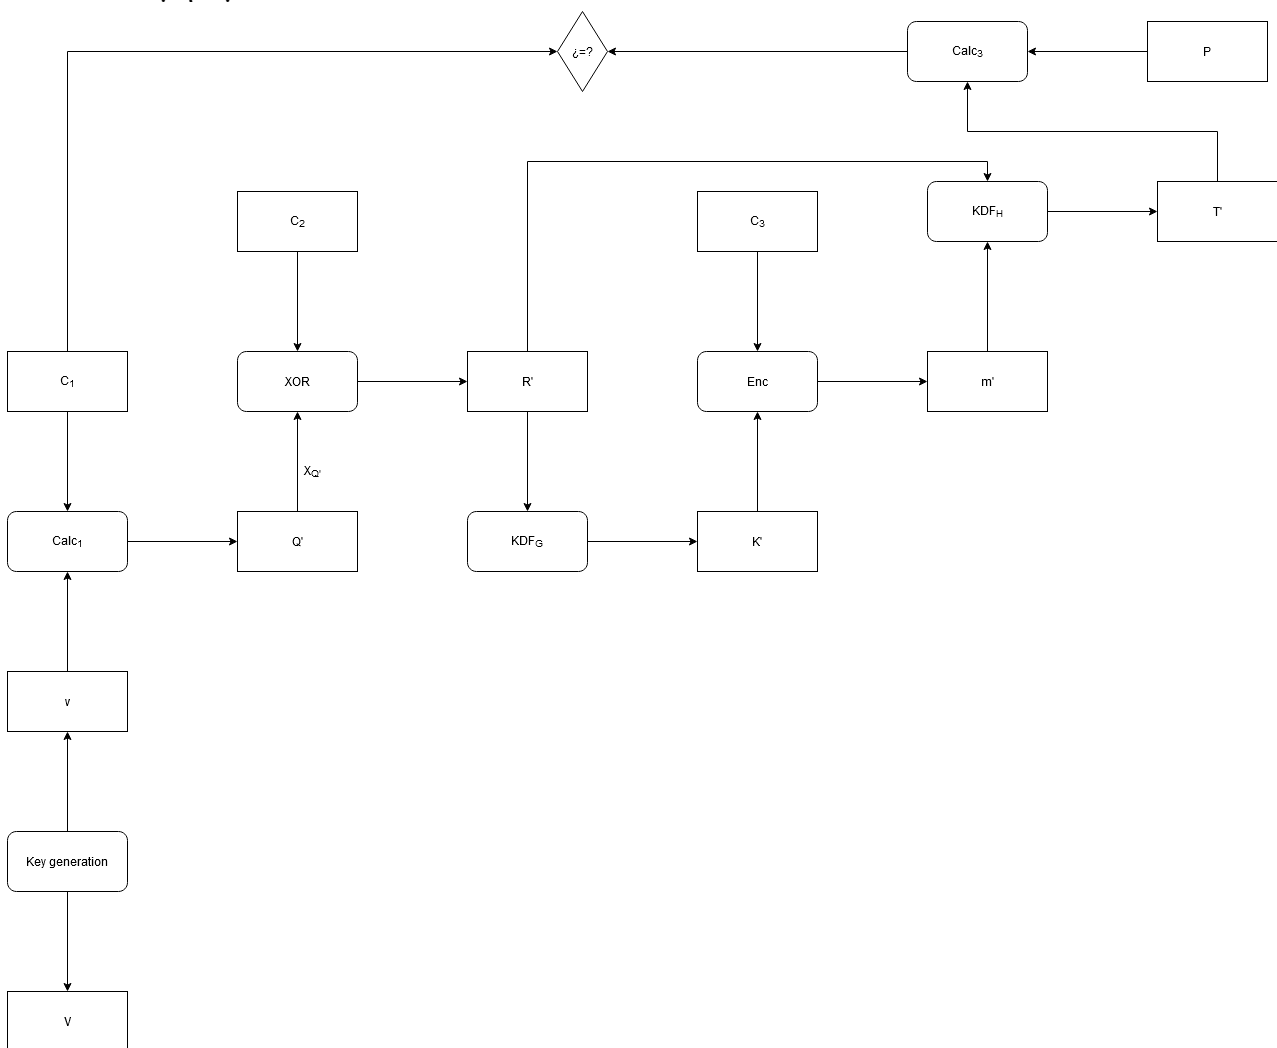 ¿=?
Calc3
P
C2
C3
KDFH
T'
C1
XOR
R'
Enc
m'
XQ'
Calc1
Q'
KDFG
K'
v
Key generation
V